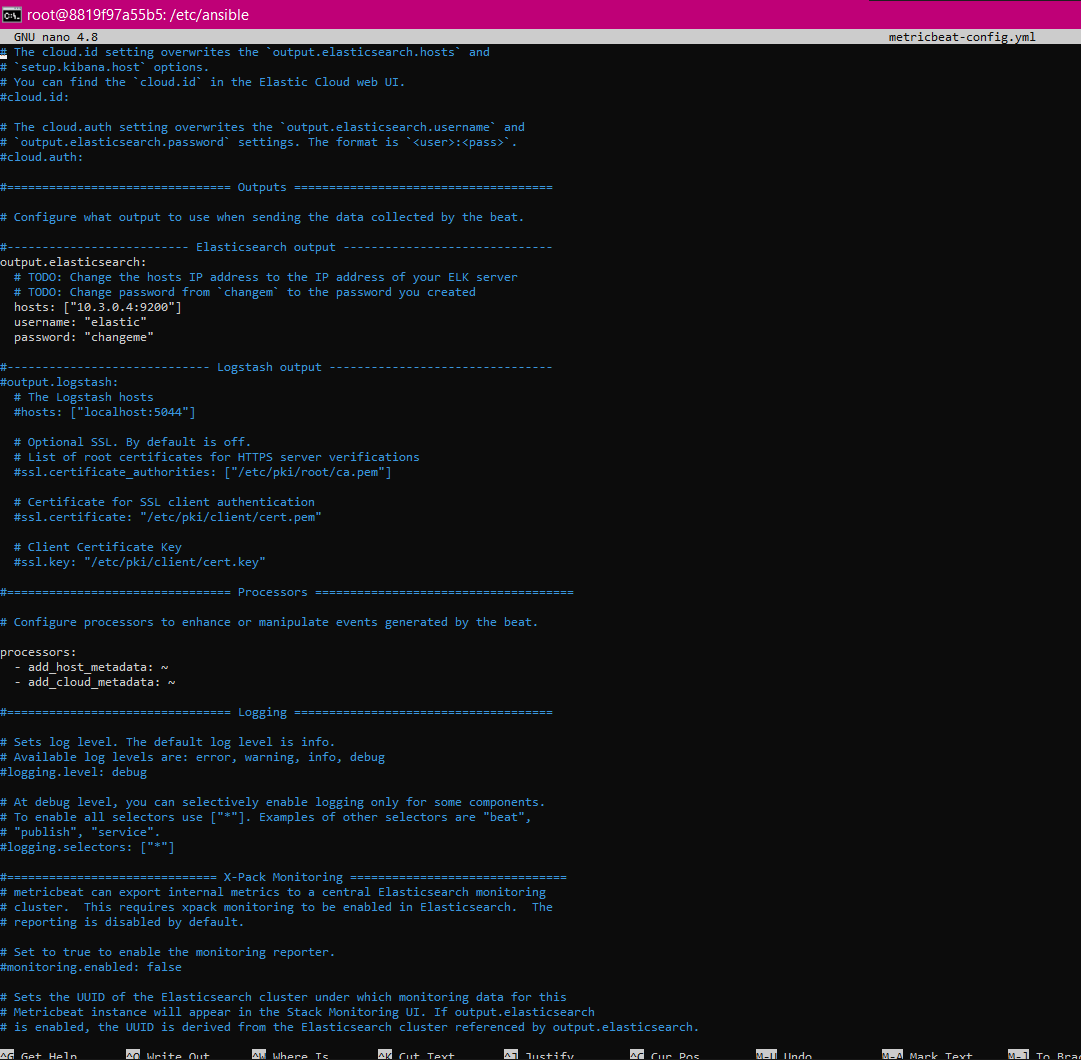 root@8819f97a55b5: /etc/ansible
GNU nano 4.8 metricbeat-config.yml
# The cloud.id setting overwrites the `output.elasticsearch.hosts` and
# `setup.kibana.host` options.
# You can find the `cloud.id` in the Elastic Cloud web UI.
#cloud.id:

# The cloud.auth setting overwrites the `output.elasticsearch.username` and
# `output.elasticsearch.password` settings. The format is `<user>:<pass>`.
#cloud.auth:

#================================ Outputs =====================================

# Configure what output to use when sending the data collected by the beat.

#-------------------------- Elasticsearch output ------------------------------
output.elasticsearch:
  # TODO: Change the hosts IP address to the IP address of your ELK server
  # TODO: Change password from `changem` to the password you created
  hosts: ["10.3.0.4:9200"]
  username: "elastic"
  password: "changeme"

#----------------------------- Logstash output --------------------------------
#output.logstash:
  # The Logstash hosts
  #hosts: ["localhost:5044"]

  # Optional SSL. By default is off.
  # List of root certificates for HTTPS server verifications
  #ssl.certificate_authorities: ["/etc/pki/root/ca.pem"]

  # Certificate for SSL client authentication
  #ssl.certificate: "/etc/pki/client/cert.pem"

  # Client Certificate Key
  #ssl.key: "/etc/pki/client/cert.key"

#================================ Processors =====================================

# Configure processors to enhance or manipulate events generated by the beat.

processors:
  - add_host_metadata: ~
  - add_cloud_metadata: ~

#================================ Logging =====================================

# Sets log level. The default log level is info.
# Available log levels are: error, warning, info, debug
#logging.level: debug

# At debug level, you can selectively enable logging only for some components.
# To enable all selectors use ["*"]. Examples of other selectors are "beat",
# "publish", "service".
#logging.selectors: ["*"]

#============================== X-Pack Monitoring ===============================
# metricbeat can export internal metrics to a central Elasticsearch monitoring
# cluster.  This requires xpack monitoring to be enabled in Elasticsearch.  The
# reporting is disabled by default.

# Set to true to enable the monitoring reporter.
#monitoring.enabled: false

# Sets the UUID of the Elasticsearch cluster under which monitoring data for this
# Metricbeat instance will appear in the Stack Monitoring UI. If output.elasticsearch
# is enabled, the UUID is derived from the Elasticsearch cluster referenced by output.elasticsearch.
^G Get Help ^O Write Out ^W Where Is ^K Cut Text ^J Justify ^C Cur Pos M-U Undo M-A Mark Text M-] To Brac